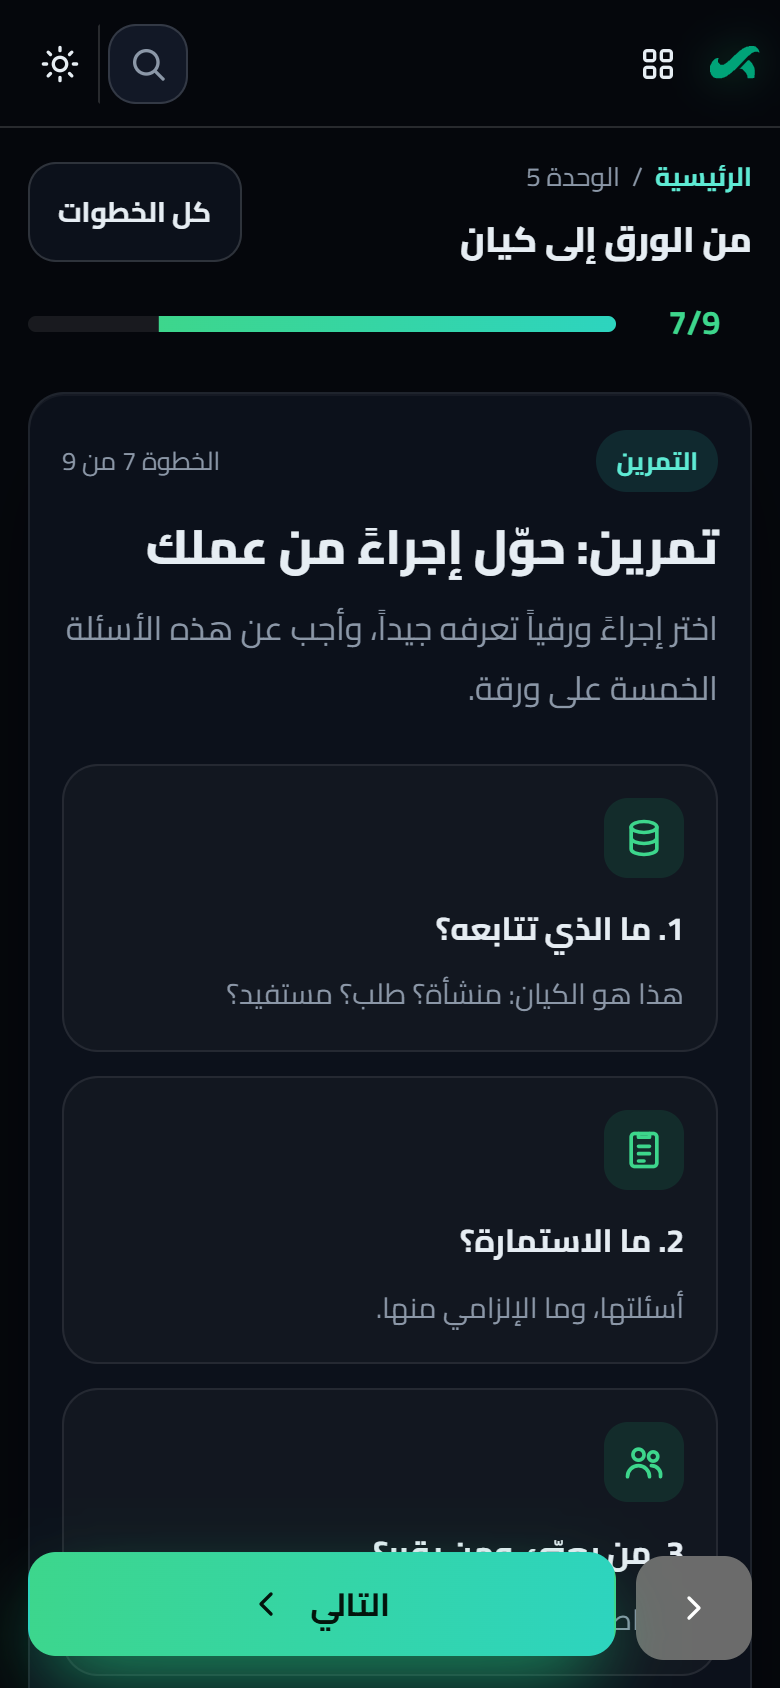 الرئيسية / الوحدة 5
من الورق إلى كيان
كل الخطوات
7/9
التمرين
الخطوة 7 من 9
تمرين: حوّل إجراءً من عملك
اختر إجراءً ورقياً تعرفه جيداً، وأجب عن هذه الأسئلة
الخمسة على ورقة.
1. ما الذي تتابعه؟
هذا هو الكيان: منشأة؟ طلب؟ مستفيد؟
2. ما الاستمارة؟
أسئلتها، وما الإلزامي منها.
3. من
التالي